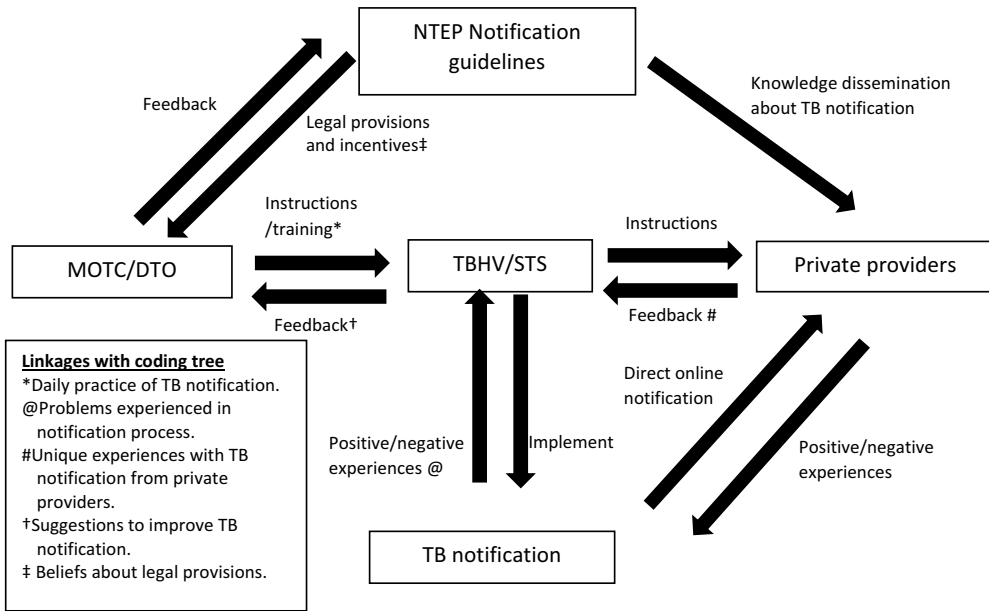 NTEP Notification
guidelines
Feedback
Knowledge dissemination
about TB notification
Legal provisions
and incentives‡
Instructions
/training*
Instructions
MOTC/DTO
TBHV/STS
Private providers
Feedback†
Feedback #
Linkages with coding tree
*Daily practice of TB notification.
@Problems experienced in
notification process.
#Unique experiences with TB
notification from private
providers.
†Suggestions to improve TB
notification.
‡ Beliefs about legal provisions.
Positive/negative
experiences @
Implement
Direct online
notification
Positive/negative
experiences
TB notification